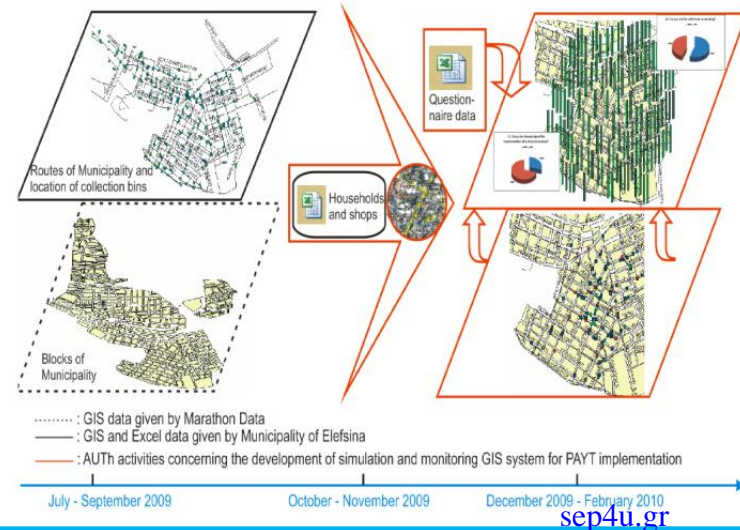 Routes of Municipality and
location of collection bins
Blocks of
Municipality
Households
and shops
Question-
naire data
: GIS data given by Marathon Data
: GIS and Excel data given by Municipality of Elefsina
: AUTh activities concerning the development of simulation and monitoring GIS system for PAYT implementation
July - September 2009
October - November 2009
December 2009 - February 2010
sep4u.gr